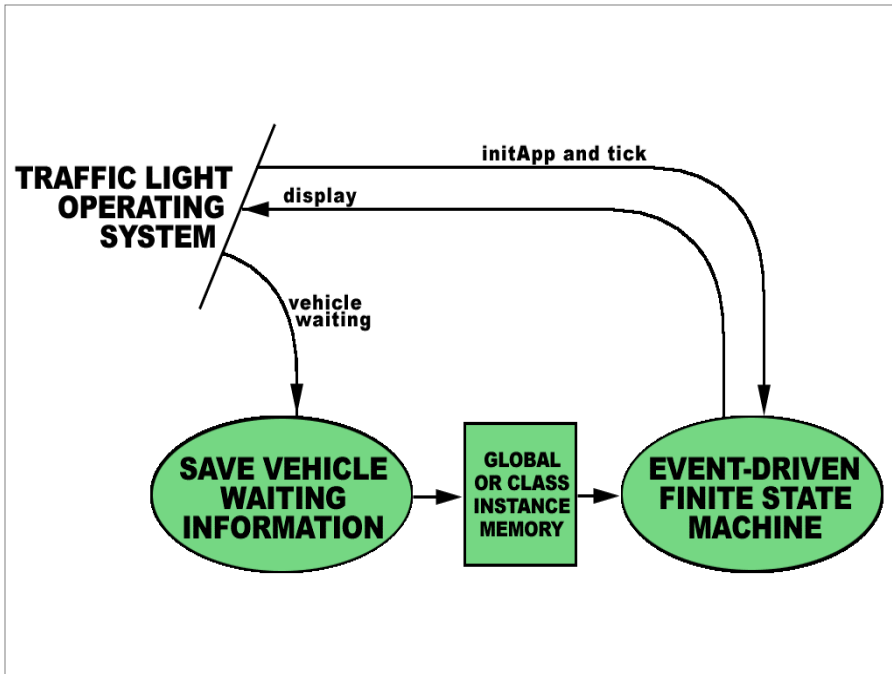 initApp and tick
TRAFFIC LIGHT
OPERATING
SYSTEM
display
vehicle
waiting
SAVE VEHICLE
WAITING
INFORMATION
GLOBAL
OR CLASS
INSTANCE
MEMORY
EVENT-DRIVEN
FINITE STATE
MACHINE